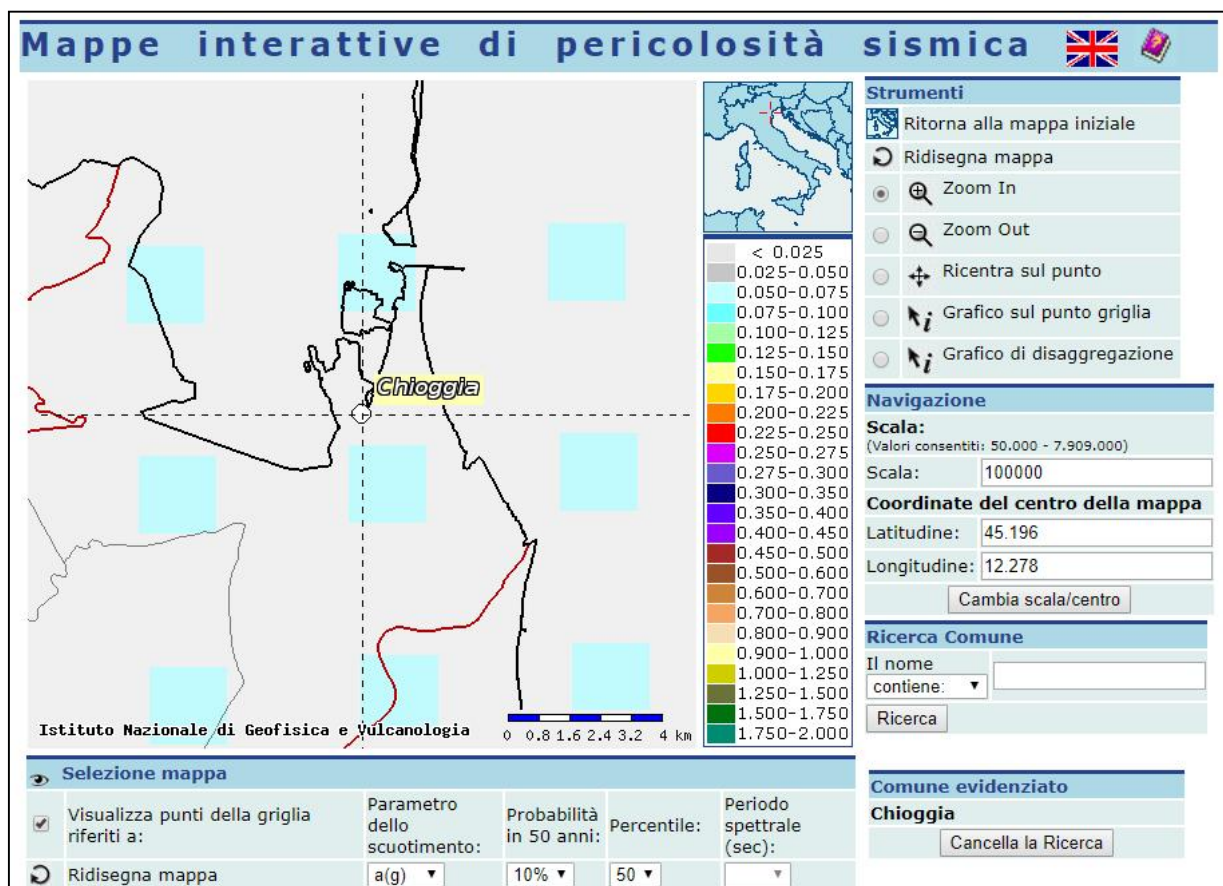 Mappe interattive di pericolosità sismica
Chioggia
Istituto Nazionale di Geofisica e Vulcanologia
0 0.8 1.6 2.4 3.2 4 km
< 0.025
0.025-0.050
0.050-0.075
0.075-0.100
0.100-0.125
0.125-0.150
0.150-0.175
0.175-0.200
0.200-0.225
0.225-0.250
0.250-0.275
0.275-0.300
0.300-0.350
0.350-0.400
0.400-0.450
0.450-0.500
0.500-0.600
0.600-0.700
0.700-0.800
0.800-0.900
0.900-1.000
1.000-1.250
1.250-1.500
1.500-1.750
1.750-2.000
Strumenti
Ritorna alla mappa iniziale
Ridisegna mappa
Zoom In
Zoom Out
Ricentra sul punto
Grafico sul punto griglia
Grafico di disaggregazione
Navigazione
Scala:
(Valori consentiti: 50.000 - 7.909.000)
Scala: 100000
Coordinate del centro della mappa
Latitudine: 45.196
Longitudine: 12.278
Cambia scala/centro
Ricerca Comune
Il nome
contiene:
Ricerca
Comune evidenziato
Chioggia
Cancella la Ricerca
Selezione mappa
Visualizza punti della griglia
riferiti a:
Parametro
dello
scuotimento:
Probabilità
in 50 anni:
Percentile:
Periodo
spettrale
(sec):
Ridisegna mappa
a(g)
10%
50